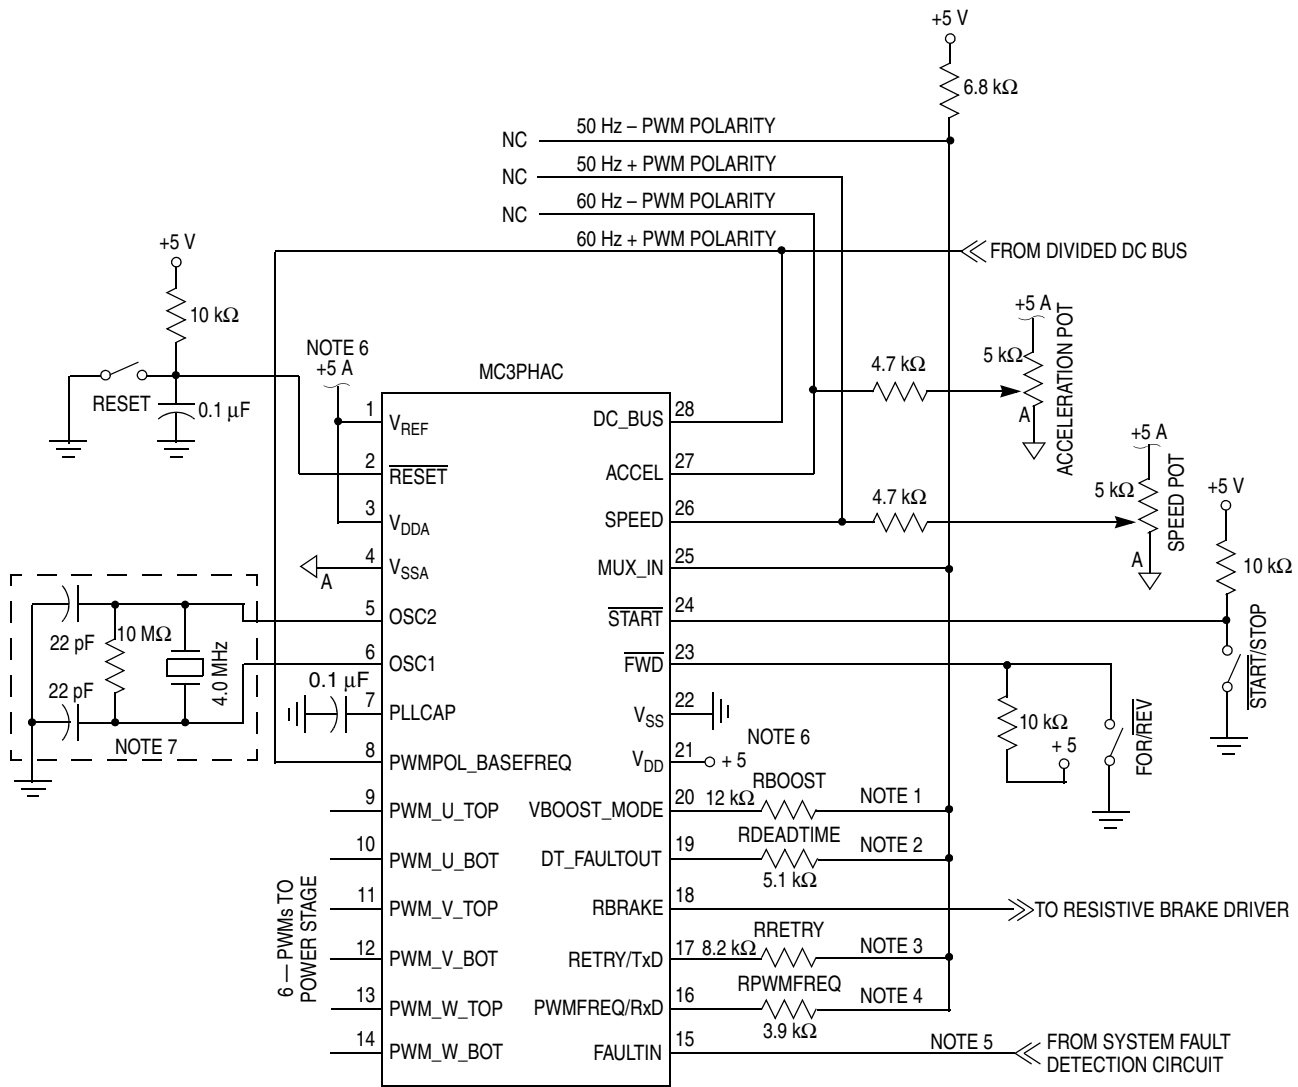 +5 V
6.8 kΩ
NC
50 Hz – PWM POLARITY
NC
50 Hz + PWM POLARITY
NC
60 Hz – PWM POLARITY
60 Hz + PWM POLARITY
FROM DIVIDED DC BUS
+5 V
10 kΩ
RESET
0.1 µF
NOTE 6
+5 A
MC3PHAC
4.7 kΩ
+5 A
5 kΩ
A
ACCELERATION POT
4.7 kΩ
+5 A
5 kΩ
A
SPEED POT
+5 V
10 kΩ
START/STOP
1 VREF
2 RESET
3 VDDA
4 VSSA
A
5 OSC2
6 OSC1
7 PLLCAP
0.1 µF
8 PWMPOL_BASEFREQ
9 PWM_U_TOP
10 PWM_U_BOT
11 PWM_V_TOP
12 PWM_V_BOT
13 PWM_W_TOP
14 PWM_W_BOT
6 — PWMs TO
POWER STAGE
22 pF
10 MΩ
4.0 MHz
22 pF
NOTE 7
DC_BUS 28
ACCEL 27
SPEED 26
MUX_IN 25
START 24
FWD 23
10 kΩ
+ 5
FOR/REV
VSS 22
NOTE 6
VDD 21 + 5
RBOOST
VBOOST_MODE 20 12 kΩ NOTE 1
RDEADTIME
DT_FAULTOUT 19 NOTE 2
5.1 kΩ
RBRAKE 18 TO RESISTIVE BRAKE DRIVER
RRETRY
RETRY/TxD 17 8.2 kΩ NOTE 3
RPWMFREQ
PWMFREQ/RxD 16 NOTE 4
3.9 kΩ
FAULTIN 15 NOTE 5
FROM SYSTEM FAULT
DETECTION CIRCUIT